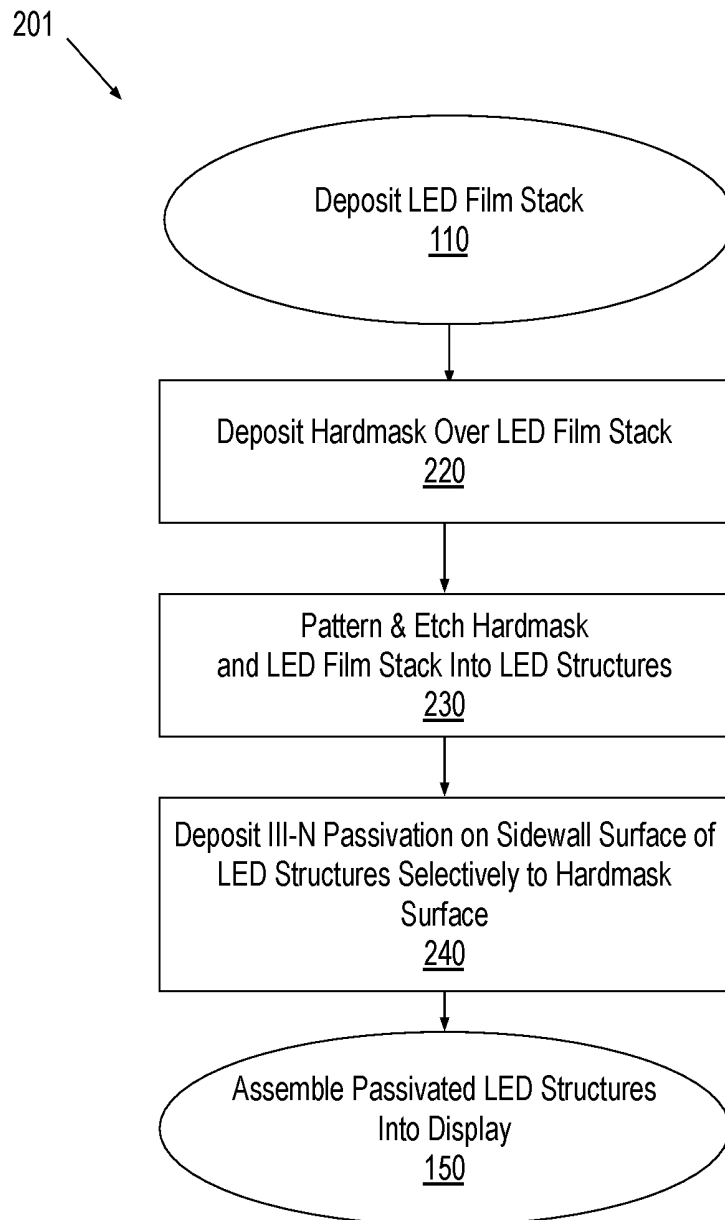 201
Deposit LED Film Stack
110
Deposit Hardmask Over LED Film Stack
220
Pattern & Etch Hardmask
and LED Film Stack Into LED Structures
230
Deposit III-N Passivation on Sidewall Surface of
LED Structures Selectively to Hardmask
Surface
240
Assemble Passivated LED Structures
Into Display
150